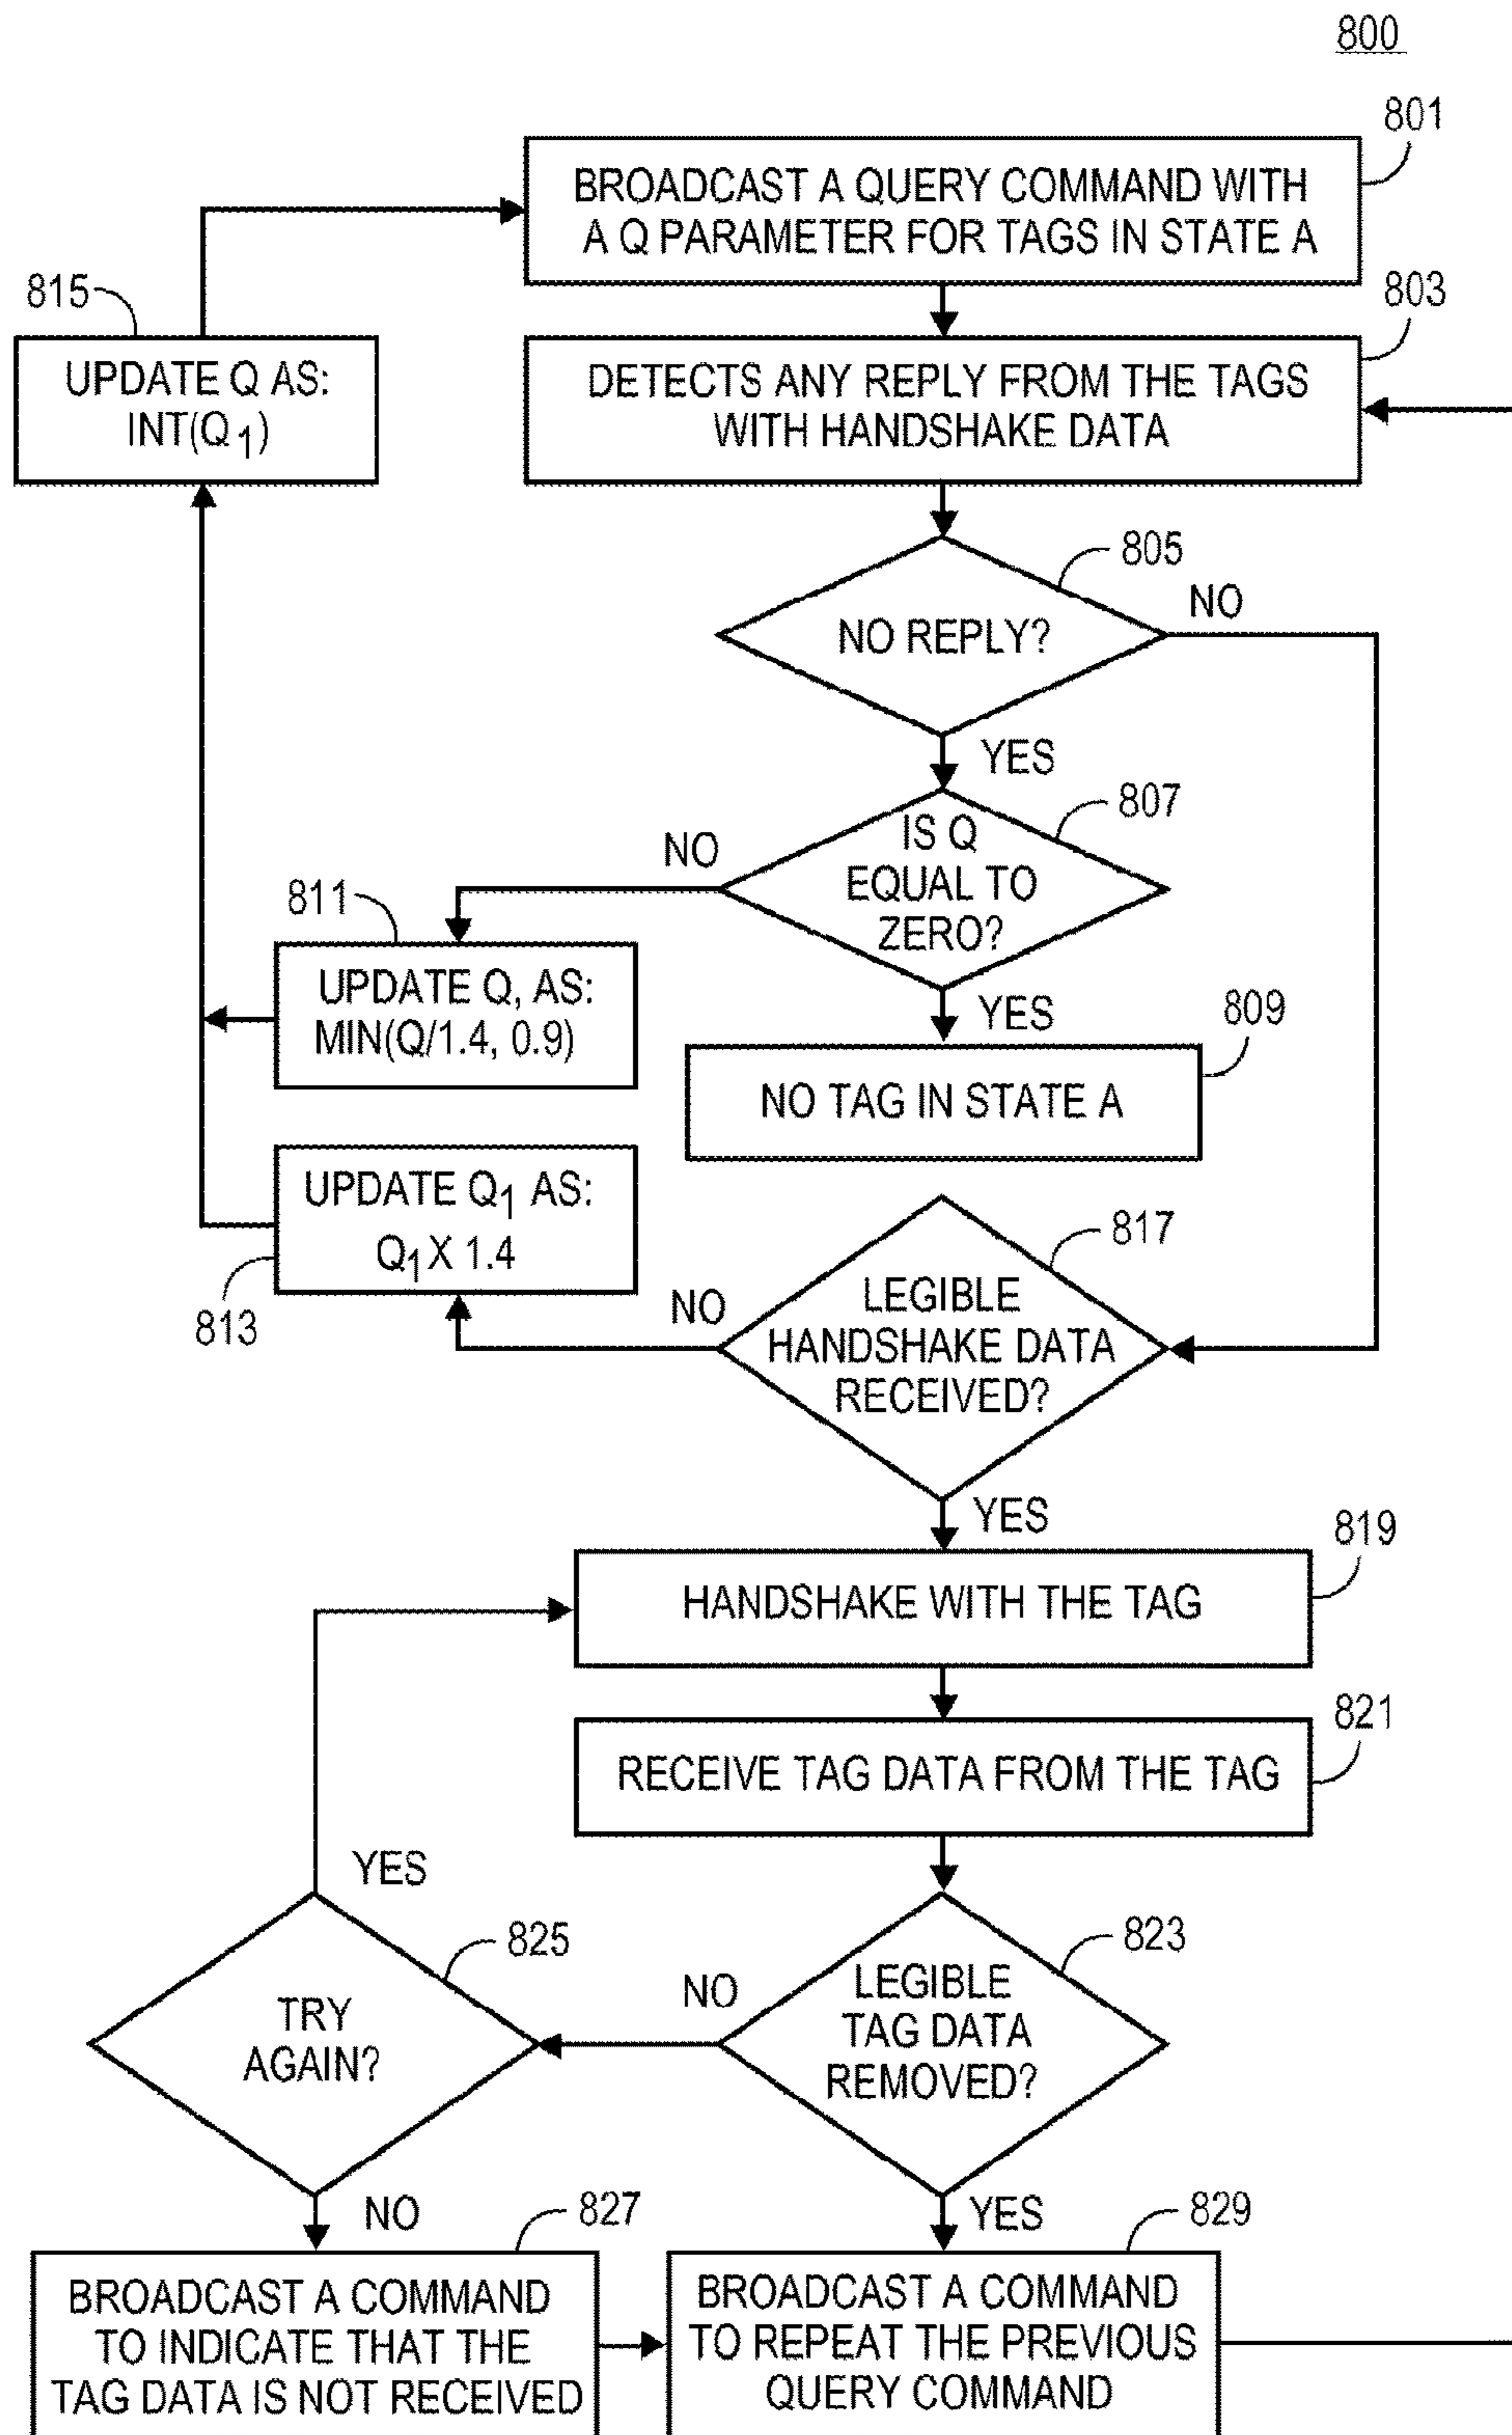 800
801
BROADCAST A QUERY COMMAND WITH
A Q PARAMETER FOR TAGS IN STATE A
803
DETECTS ANY REPLY FROM THE TAGS
WITH HANDSHAKE DATA
815
UPDATE Q AS:
INT(Q1)
805
NO REPLY?
NO
YES
807
IS Q
EQUAL TO
ZERO?
NO
YES
811
UPDATE Q, AS:
MIN(Q/1.4, 0.9)
809
NO TAG IN STATE A
UPDATE Q1 AS:
Q1 X 1.4
813
817
LEGIBLE
HANDSHAKE DATA
RECEIVED?
NO
YES
819
HANDSHAKE WITH THE TAG
821
RECEIVE TAG DATA FROM THE TAG
823
LEGIBLE
TAG DATA
REMOVED?
NO
YES
825
TRY
AGAIN?
YES
NO
827
BROADCAST A COMMAND
TO INDICATE THAT THE
TAG DATA IS NOT RECEIVED
829
BROADCAST A COMMAND
TO REPEAT THE PREVIOUS
QUERY COMMAND